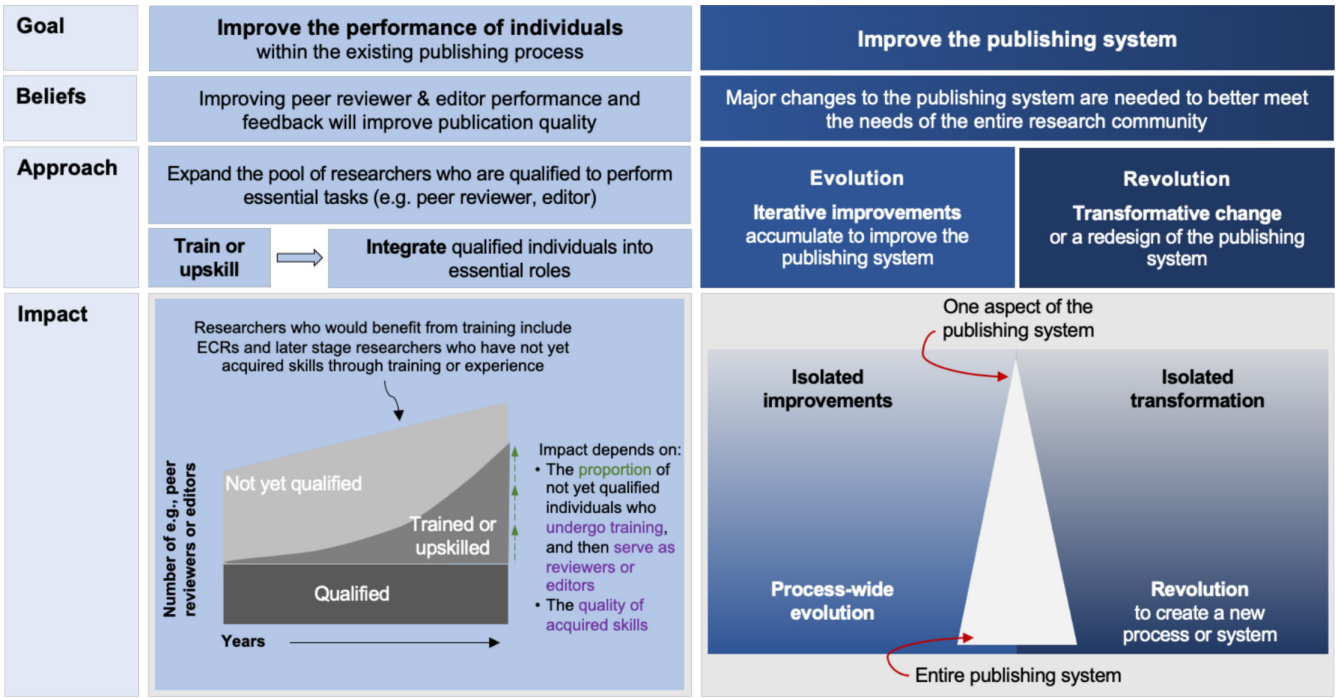 Goal
Improve the performance of individuals
within the existing publishing process
Improve the publishing system
Beliefs
Improving peer reviewer & editor performance and
feedback will improve publication quality
Major changes to the publishing system are needed to better meet
the needs of the entire research community
Approach
Expand the pool of researchers who are qualified to perform
essential tasks (e.g. peer reviewer, editor)
Train or
upskill
Integrate qualified individuals into
essential roles
Evolution
Iterative improvements
accumulate to improve the
publishing system
Revolution
Transformative change
or a redesign of the publishing
system
Impact
Researchers who would benefit from training include
ECRs and later stage researchers who have not yet
acquired skills through training or experience
Number of e.g., peer
reviewers or editors
Not yet qualified
Trained or
upskilled
Qualified
Years
Impact depends on:
• The proportion of
not yet qualified
individuals who
undergo training,
and then serve as
reviewers or
editors
• The quality of
acquired skills
One aspect of the
publishing system
Isolated
improvements
Isolated
transformation
Process-wide
evolution
Revolution
to create a new
process or system
Entire publishing system